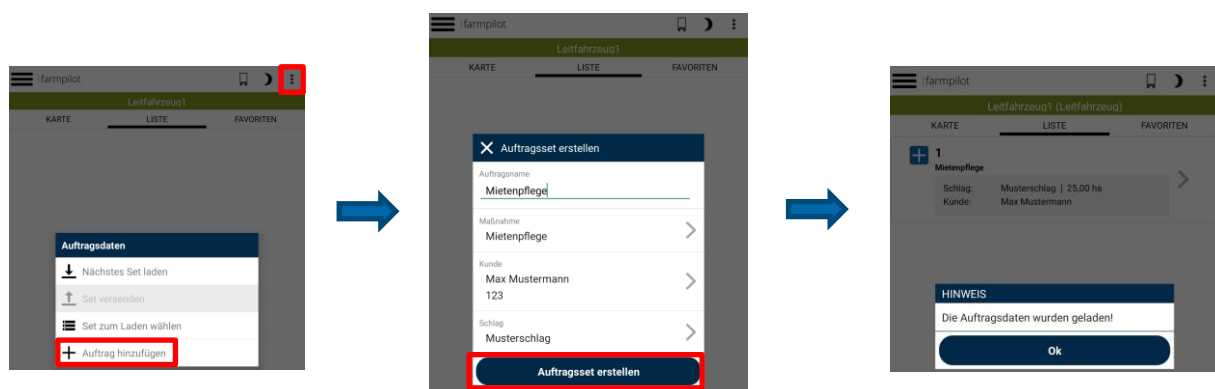 farmpilot
Leitfahrzeug1
KARTE LISTE FAVORITEN
Auftragsdaten
Nächstes Set laden
Set versenden
Set zum Laden wählen
Auftrag hinzufügen
farmpilot
Leitfahrzeug1
KARTE LISTE FAVORITEN
Auftragsset erstellen
Auftragsname
Mietenpflege
Maßnahme
Mietenpflege
Kunde
Max Mustermann
123
Schlag
Musterschlag
Auftragsset erstellen
farmpilot
Leitfahrzeug1 (Leitfahrzeug)
KARTE LISTE FAVORITEN
1
Mietenpflege
Schlag: Musterschlag | 25,00 ha
Kunde: Max Mustermann
HINWEIS
Die Auftragsdaten wurden geladen!
Ok